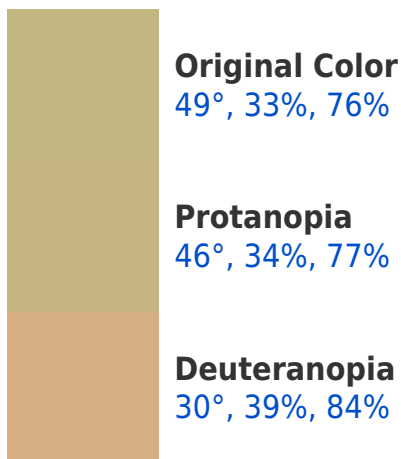 Original Color
49°, 33%, 76%
Protanopia
46°, 34%, 77%
Deuteranopia
30°, 39%, 84%